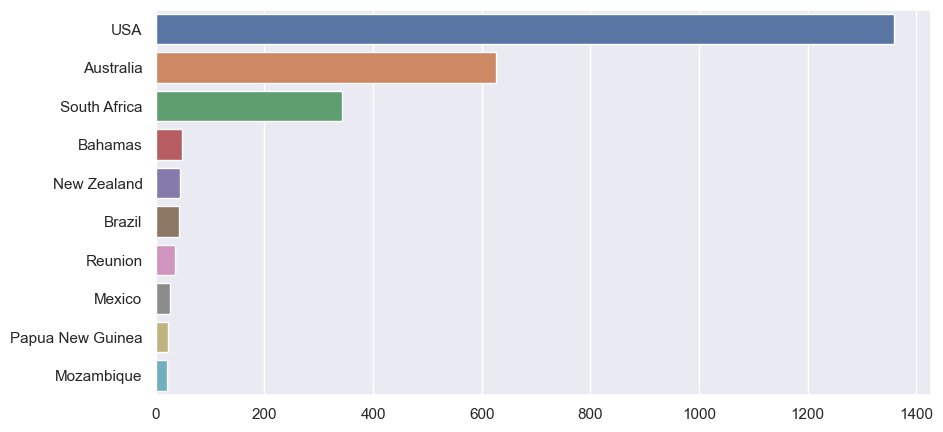 USA
Australia
South Africa
Bahamas
New Zealand
Brazil
Reunion
Mexico
Papua New Guinea
Mozambique
0 200 400 600 800 1000 1200 1400